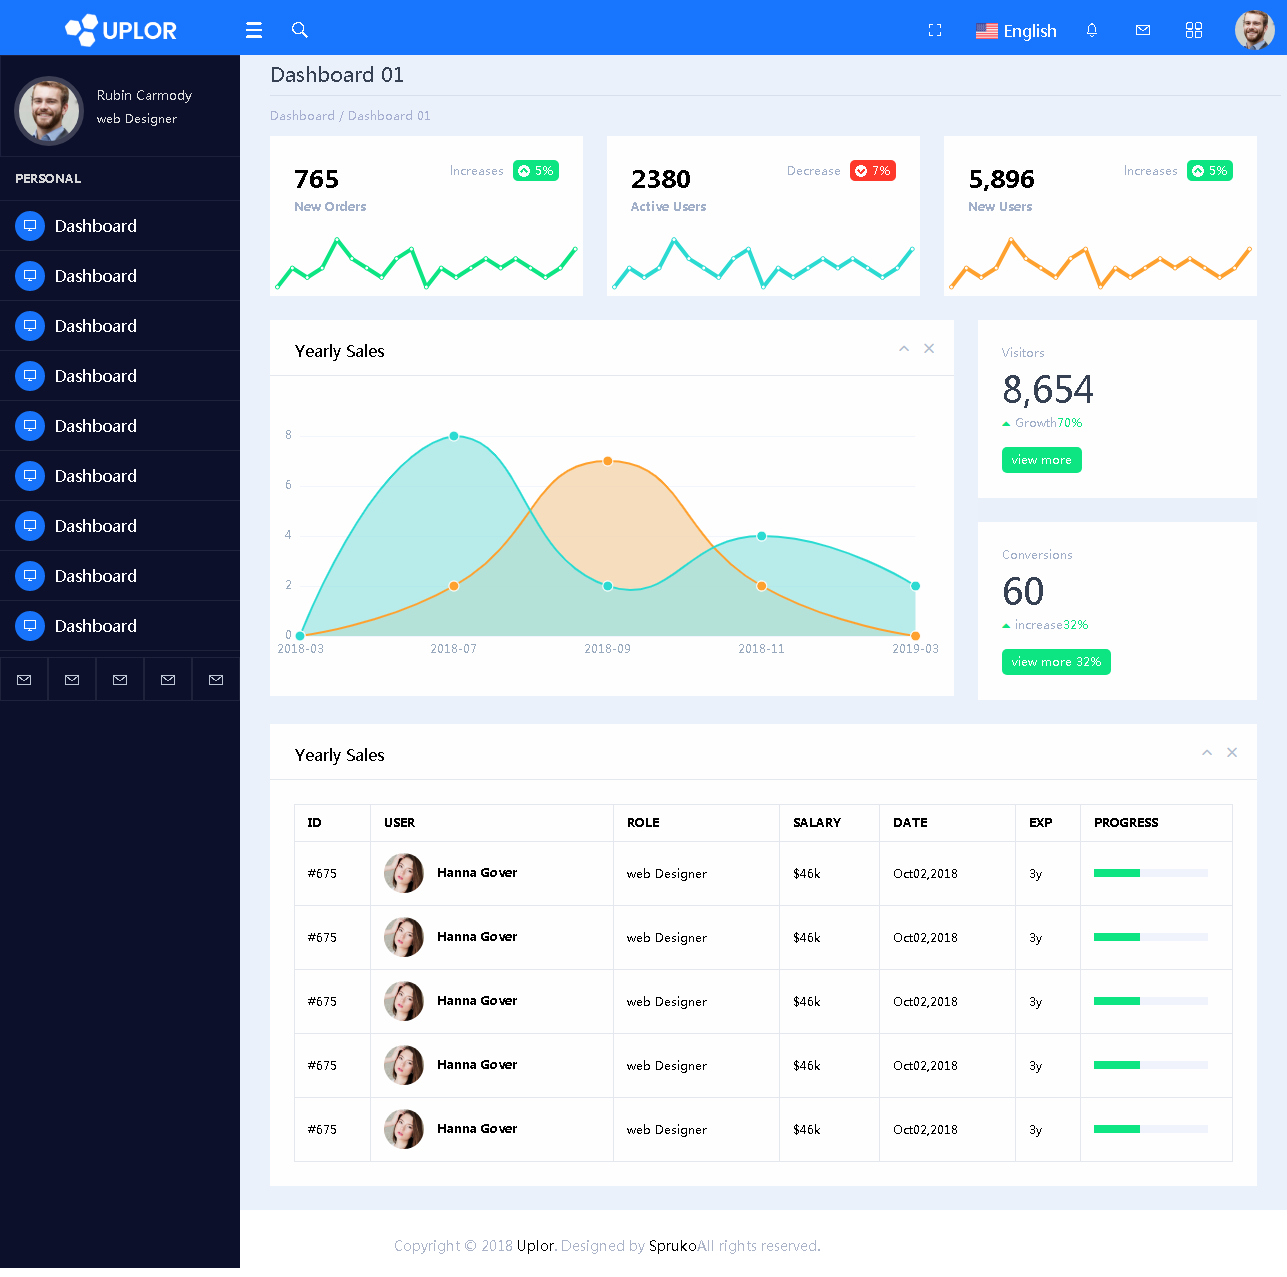 UPLOR
English
Rubin Carmody
web Designer
PERSONAL
Dashboard
Dashboard
Dashboard
Dashboard
Dashboard
Dashboard
Dashboard
Dashboard
Dashboard
Dashboard 01
Dashboard / Dashboard 01
765
Increases 5%
New Orders
2380
Decrease 7%
Active Users
5,896
Increases 5%
New Users
Yearly Sales
8
6
4
2
0
2018-03 2018-07 2018-09 2018-11 2019-03
Visitors
8,654
Growth70%
view more
Conversions
60
increase32%
view more 32%
Yearly Sales
ID USER ROLE SALARY DATE EXP PROGRESS
#675 Hanna Gover web Designer $46k Oct02,2018 3y
#675 Hanna Gover web Designer $46k Oct02,2018 3y
#675 Hanna Gover web Designer $46k Oct02,2018 3y
#675 Hanna Gover web Designer $46k Oct02,2018 3y
#675 Hanna Gover web Designer $46k Oct02,2018 3y
Copyright © 2018 Uplor. Designed by SprukoAll rights reserved.